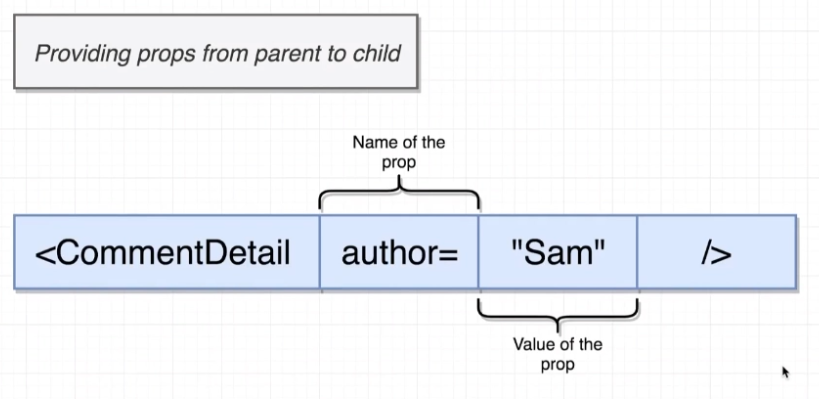 Providing props from parent to child
Name of the
prop
<CommentDetail author= "Sam" />
Value of the
prop